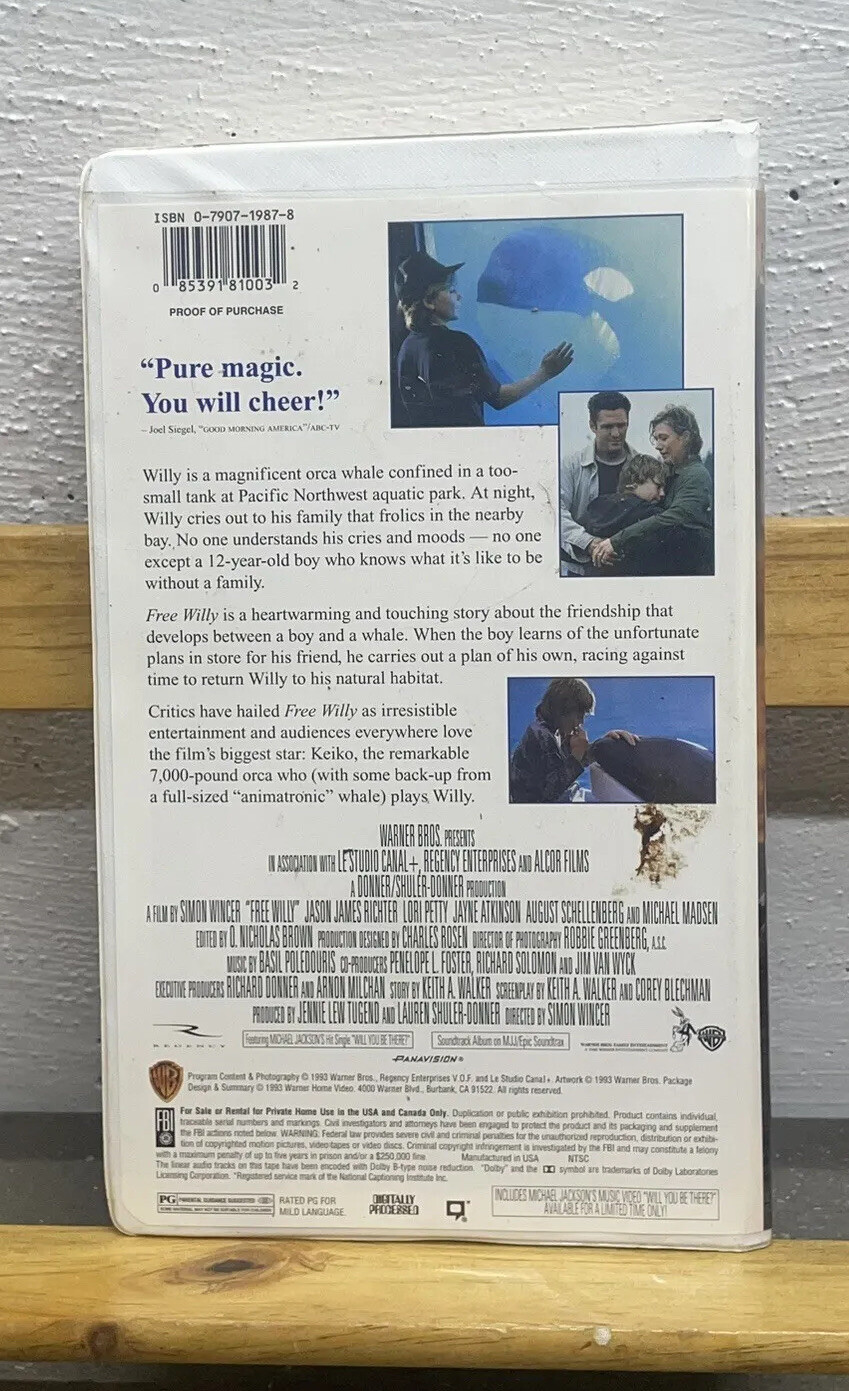 ISBN 0-7907-1987-8
0 85391 81003 2
PROOF OF PURCHASE
“Pure magic.
You will cheer!”
– Joel Siegel, "GOOD MORNING AMERICA"/ABC-TV
Willy is a magnificent orca whale confined in a too-
small tank at Pacific Northwest aquatic park. At night,
Willy cries out to his family that frolics in the nearby
bay. No one understands his cries and moods — no one
except a 12-year-old boy who knows what it’s like to be
without a family.
Free Willy is a heartwarming and touching story about the friendship that
develops between a boy and a whale. When the boy learns of the unfortunate
plans in store for his friend, he carries out a plan of his own, racing against
time to return Willy to his natural habitat.
Critics have hailed Free Willy as irresistible
entertainment and audiences everywhere love
the film’s biggest star: Keiko, the remarkable
7,000-pound orca who (with some back-up from
a full-sized “animatronic” whale) plays Willy.
WARNER BROS. PRESENTS
IN ASSOCIATION WITH LE STUDIO CANAL+, REGENCY ENTERPRISES AND ALCOR FILMS
A DONNER/SHULER-DONNER PRODUCTION
A FILM BY SIMON WINCER "FREE WILLY" JASON JAMES RICHTER LORI PETTY JAYNE ATKINSON AUGUST SCHELLENBERG AND MICHAEL MADSEN
EDITED BY O. NICHOLAS BROWN PRODUCTION DESIGNED BY CHARLES ROSEN DIRECTOR OF PHOTOGRAPHY ROBBIE GREENBERG, A.S.C.
MUSIC BY BASIL POLEDOURIS CO-PRODUCERS PENELOPE L. FOSTER, RICHARD SOLOMON AND JIM VAN WYCK
EXECUTIVE PRODUCERS RICHARD DONNER AND ARNON MILCHAN STORY BY KEITH A. WALKER SCREENPLAY BY KEITH A. WALKER AND COREY BLECHMAN
PRODUCED BY JENNIE LEW TUGEND AND LAUREN SHULER-DONNER DIRECTED BY SIMON WINCER
REGENCY
Featuring MICHAEL JACKSON'S Hit Single "WILL YOU BE THERE?"
Soundtrack Album on MJJ/Epic Soundtrax
WARNER BROS. FAMILY ENTERTAINMENT
PANAVISION®
Program Content & Photography © 1993 Warner Bros., Regency Enterprises V.O.F. and Le Studio Canal+. Artwork © 1993 Warner Bros. Package
Design & Summary © 1993 Warner Home Video. 4000 Warner Blvd., Burbank, CA 91522. All rights reserved.
FBI
For Sale or Rental for Private Home Use in the USA and Canada Only. Duplication or public exhibition prohibited. Product contains individual,
traceable serial numbers and markings. Civil investigators and attorneys have been engaged to protect the product and its packaging and supplement
the FBI actions noted below. WARNING: Federal law provides severe civil and criminal penalties for the unauthorized reproduction, distribution or exhibi-
tion of copyrighted motion pictures, video tapes or video discs. Criminal copyright infringement is investigated by the FBI and may constitute a felony
with a maximum penalty of up to five years in prison and/or a $250,000 fine. Manufactured in USA NTSC
The linear audio tracks on this tape have been encoded with Dolby B-type noise reduction. "Dolby" and the DD symbol are trademarks of Dolby Laboratories
Licensing Corporation. *Registered service mark of the National Captioning Institute Inc.
PG PARENTAL GUIDANCE SUGGESTED
SOME MATERIAL MAY NOT BE SUITABLE FOR CHILDREN
RATED PG FOR
MILD LANGUAGE.
DIGITALLY
PROCESSED
INCLUDES MICHAEL JACKSON'S MUSIC VIDEO "WILL YOU BE THERE?"
AVAILABLE FOR A LIMITED TIME ONLY!